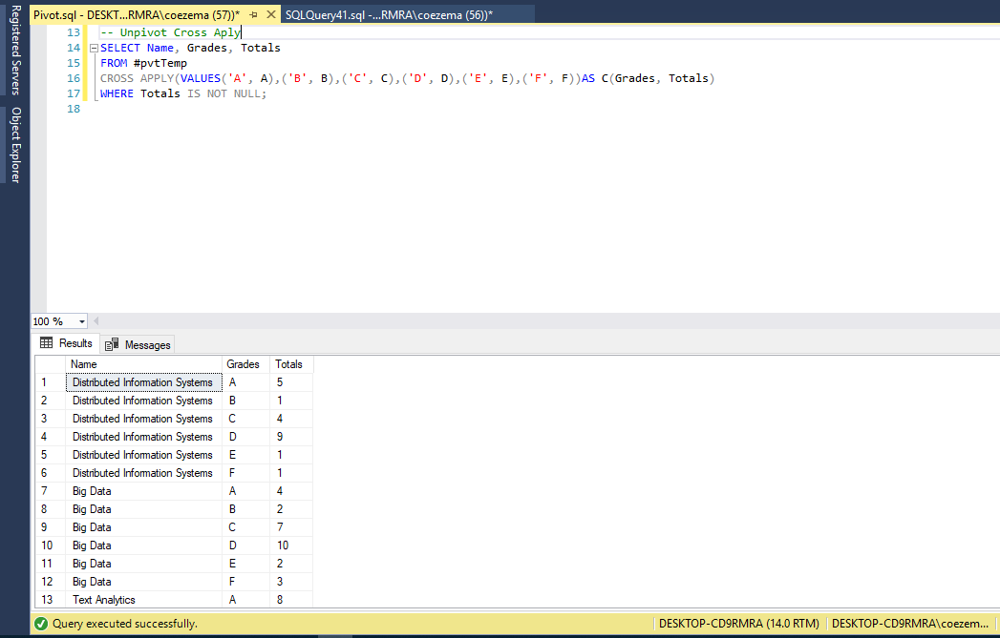 Pivot.sql - DESKT...RMRA\coezema (57))* SQLQuery41.sql -...RMRA\coezema (56))*
Registered Servers
Object Explorer
13 -- Unpivot Cross Aply
14 SELECT Name, Grades, Totals
15 FROM #pvtTemp
16 CROSS APPLY(VALUES('A', A),('B', B),('C', C),('D', D),('E', E),('F', F))AS C(Grades, Totals)
17 WHERE Totals IS NOT NULL;
18
100 %
Results Messages
Name Grades Totals
1 Distributed Information Systems A 5
2 Distributed Information Systems B 1
3 Distributed Information Systems C 4
4 Distributed Information Systems D 9
5 Distributed Information Systems E 1
6 Distributed Information Systems F 1
7 Big Data A 4
8 Big Data B 2
9 Big Data C 7
10 Big Data D 10
11 Big Data E 2
12 Big Data F 3
13 Text Analytics A 8
Query executed successfully. DESKTOP-CD9RMRA (14.0 RTM) DESKTOP-CD9RMRA\coezem...